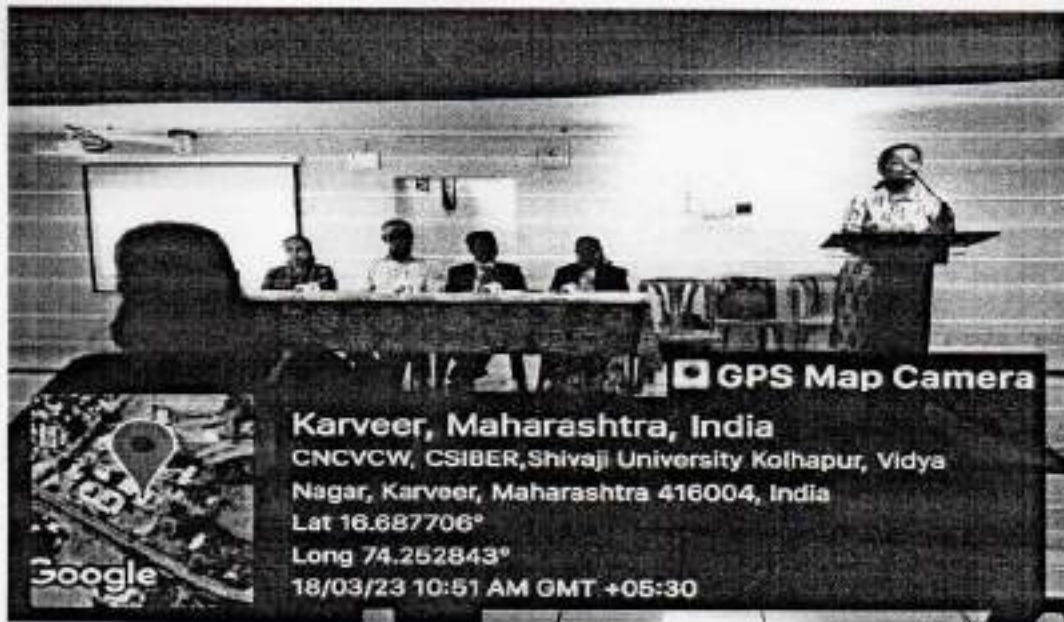 GPS Map Camera
Karveer, Maharashtra, India
CNCVCW, CSIBER,Shivaji University Kolhapur, Vidya
Nagar, Karveer, Maharashtra 416004, India
Lat 16.687706°
Long 74.252843°
18/03/23 10:51 AM GMT +05:30
Google